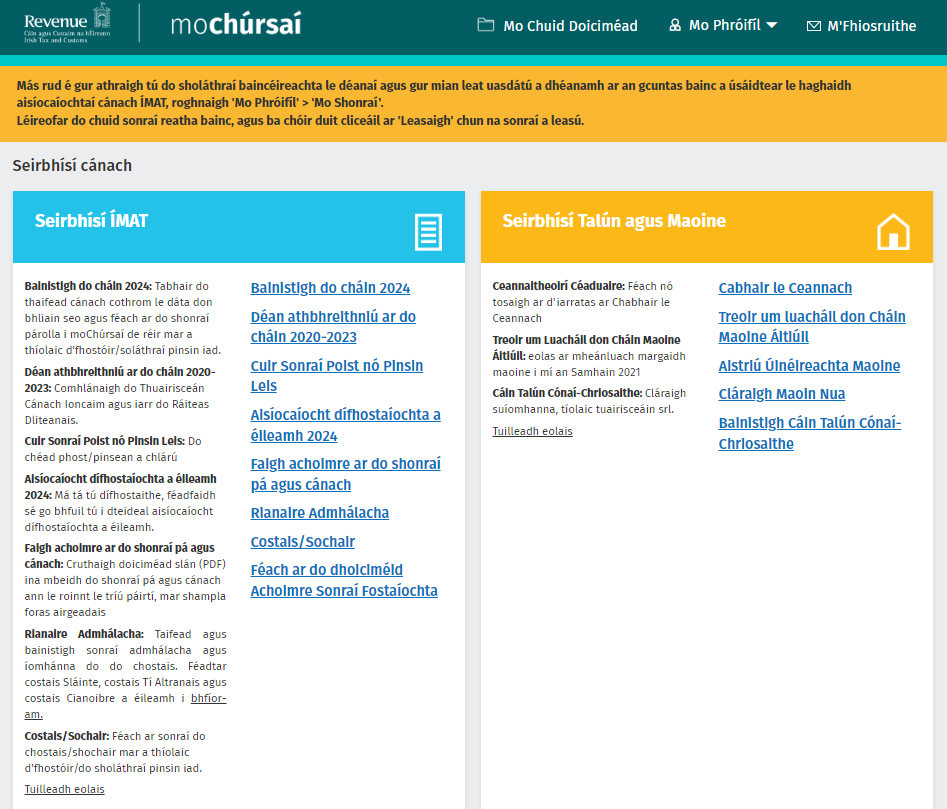 Revenue
Cáin agus Custaim na hÉireann
Irish Tax and Customs
mochúrsaí
Mo Chuid Doiciméad
Mo Phróifíl
M'Fhiosruithe
Más rud é gur athraigh tú do sholáthraí baincéireachta le déanaí agus gur mian leat uasdátú a dhéanamh ar an gcuntas bainc a úsáidtear le haghaidh
aisíocaíochtaí cánach ÍMAT, roghnaigh 'Mo Phróifíl' > 'Mo Shonraí'.
Léireofar do chuid sonraí reatha bainc, agus ba chóir duit cliceáil ar 'Leasaigh' chun na sonraí a leasú.
Seirbhísí cánach
Seirbhísí ÍMAT
Bainistigh do cháin 2024: Tabhair do
thaifead cánach cothrom le dáta don
bhliain seo agus féach ar do shonraí
párolla i moChúrsaí de réir mar a
thíolaic d'fhostóir/soláthraí pinsin iad.
Déan athbhreithniú ar do cháin 2020-
2023: Comhlánaigh do Thuairisceán
Cánach Ioncaim agus iarr do Ráiteas
Dliteanais.
Cuir Sonraí Poist nó Pinsin Leis: Do
chéad phost/pinsean a chlárú
Aisíocaíocht dífhostaíochta a éileamh
2024: Má tá tú dífhostaithe, féadfaidh
sé go bhfuil tú i dteideal aisíocaíocht
dífhostaíochta a éileamh.
Faigh achoimre ar do shonraí pá agus
cánach: Cruthaigh doiciméad slán (PDF)
ina mbeidh do shonraí pá agus cánach
ann le roinnt le tríú páirtí, mar shampla
foras airgeadais
Rianaire Admhálacha: Taifead agus
bainistigh sonraí admhálacha agus
íomhánna do do chostais. Féadtar
costais Sláinte, costais Tí Altranais agus
costais Cianoibre a éileamh i bhfíor-
am.
Costais/Sochair: Féach ar sonraí do
chostais/shochair mar a thíolaic
d'fhostóir/do sholáthraí pinsin iad.
Tuilleadh eolais
Bainistigh do cháin 2024
Déan athbhreithniú ar do
cháin 2020-2023
Cuir Sonraí Poist nó Pinsin
Leis
Aisíocaíocht dífhostaíochta a
éileamh 2024
Faigh achoimre ar do shonraí
pá agus cánach
Rianaire Admhálacha
Costais/Sochair
Féach ar do dhoiciméid
Achoimre Sonraí Fostaíochta
Seirbhísí Talún agus Maoine
Ceannaitheoirí Céaduaire: Féach nó
tosaigh ar d'iarratas ar Chabhair le
Ceannach
Treoir um Luacháil don Cháin Maoine
Áitiúil: eolas ar mheánluach margaidh
maoine i mí an Samhain 2021
Cáin Talún Cónaí-Chriosaithe: Cláraigh
suíomhanna, tíolaic tuairisceáin srl.
Tuilleadh eolais
Cabhair le Ceannach
Treoir um luacháil don Cháin
Maoine Áitiúil
Aistriú Úinéireachta Maoine
Cláraigh Maoin Nua
Bainistigh Cáin Talún Cónaí-
Chriosaithe